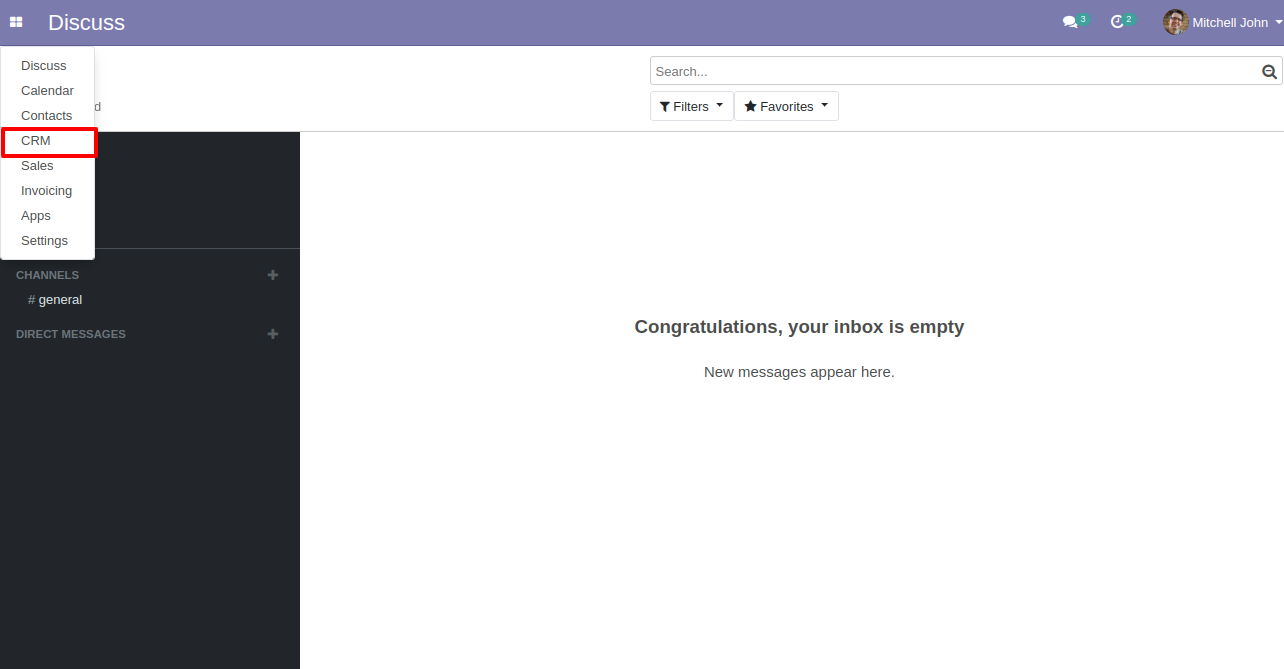 Discuss
3
2
Mitchell John
Discuss
Calendar
Contacts
CRM
Sales
Invoicing
Apps
Settings
d
Search...
Filters
Favorites
CHANNELS
# general
DIRECT MESSAGES
Congratulations, your inbox is empty
New messages appear here.